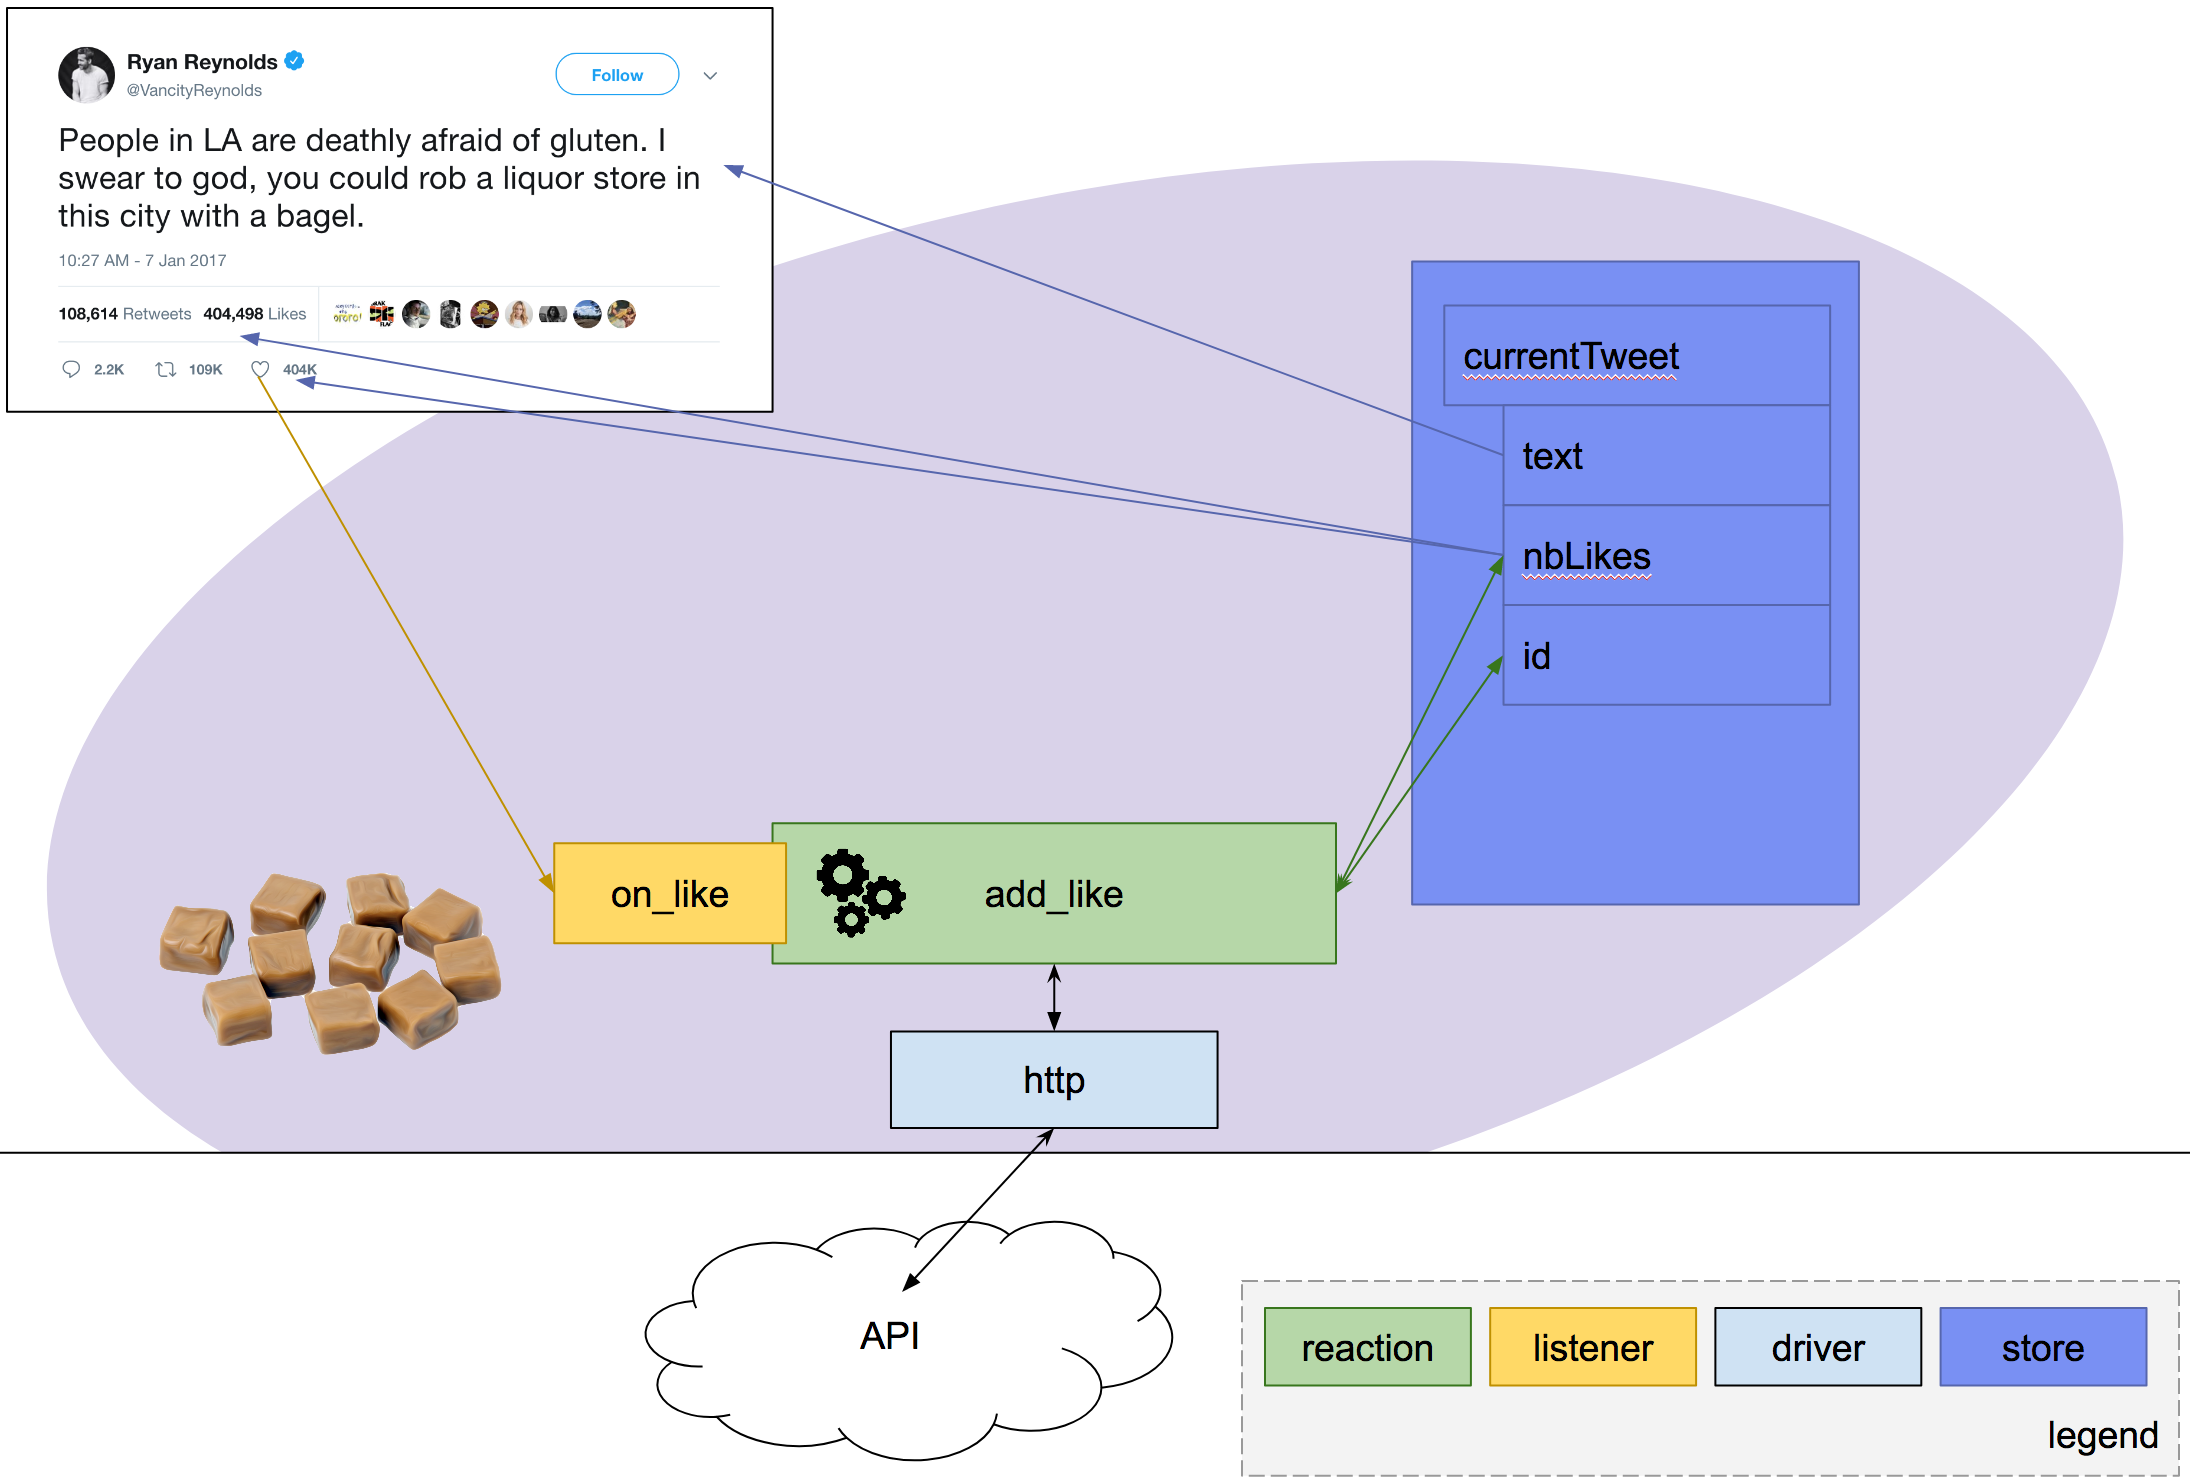 Ryan Reynolds
@VancityReynolds
Follow
People in LA are deathly afraid of gluten. I
swear to god, you could rob a liquor store in
this city with a bagel.
10:27 AM - 7 Jan 2017
108,614 Retweets 404,498 Likes
2.2K 109K 404K
currentTweet
text
nbLikes
id
on_like
add_like
http
API
reaction
listener
driver
store
legend